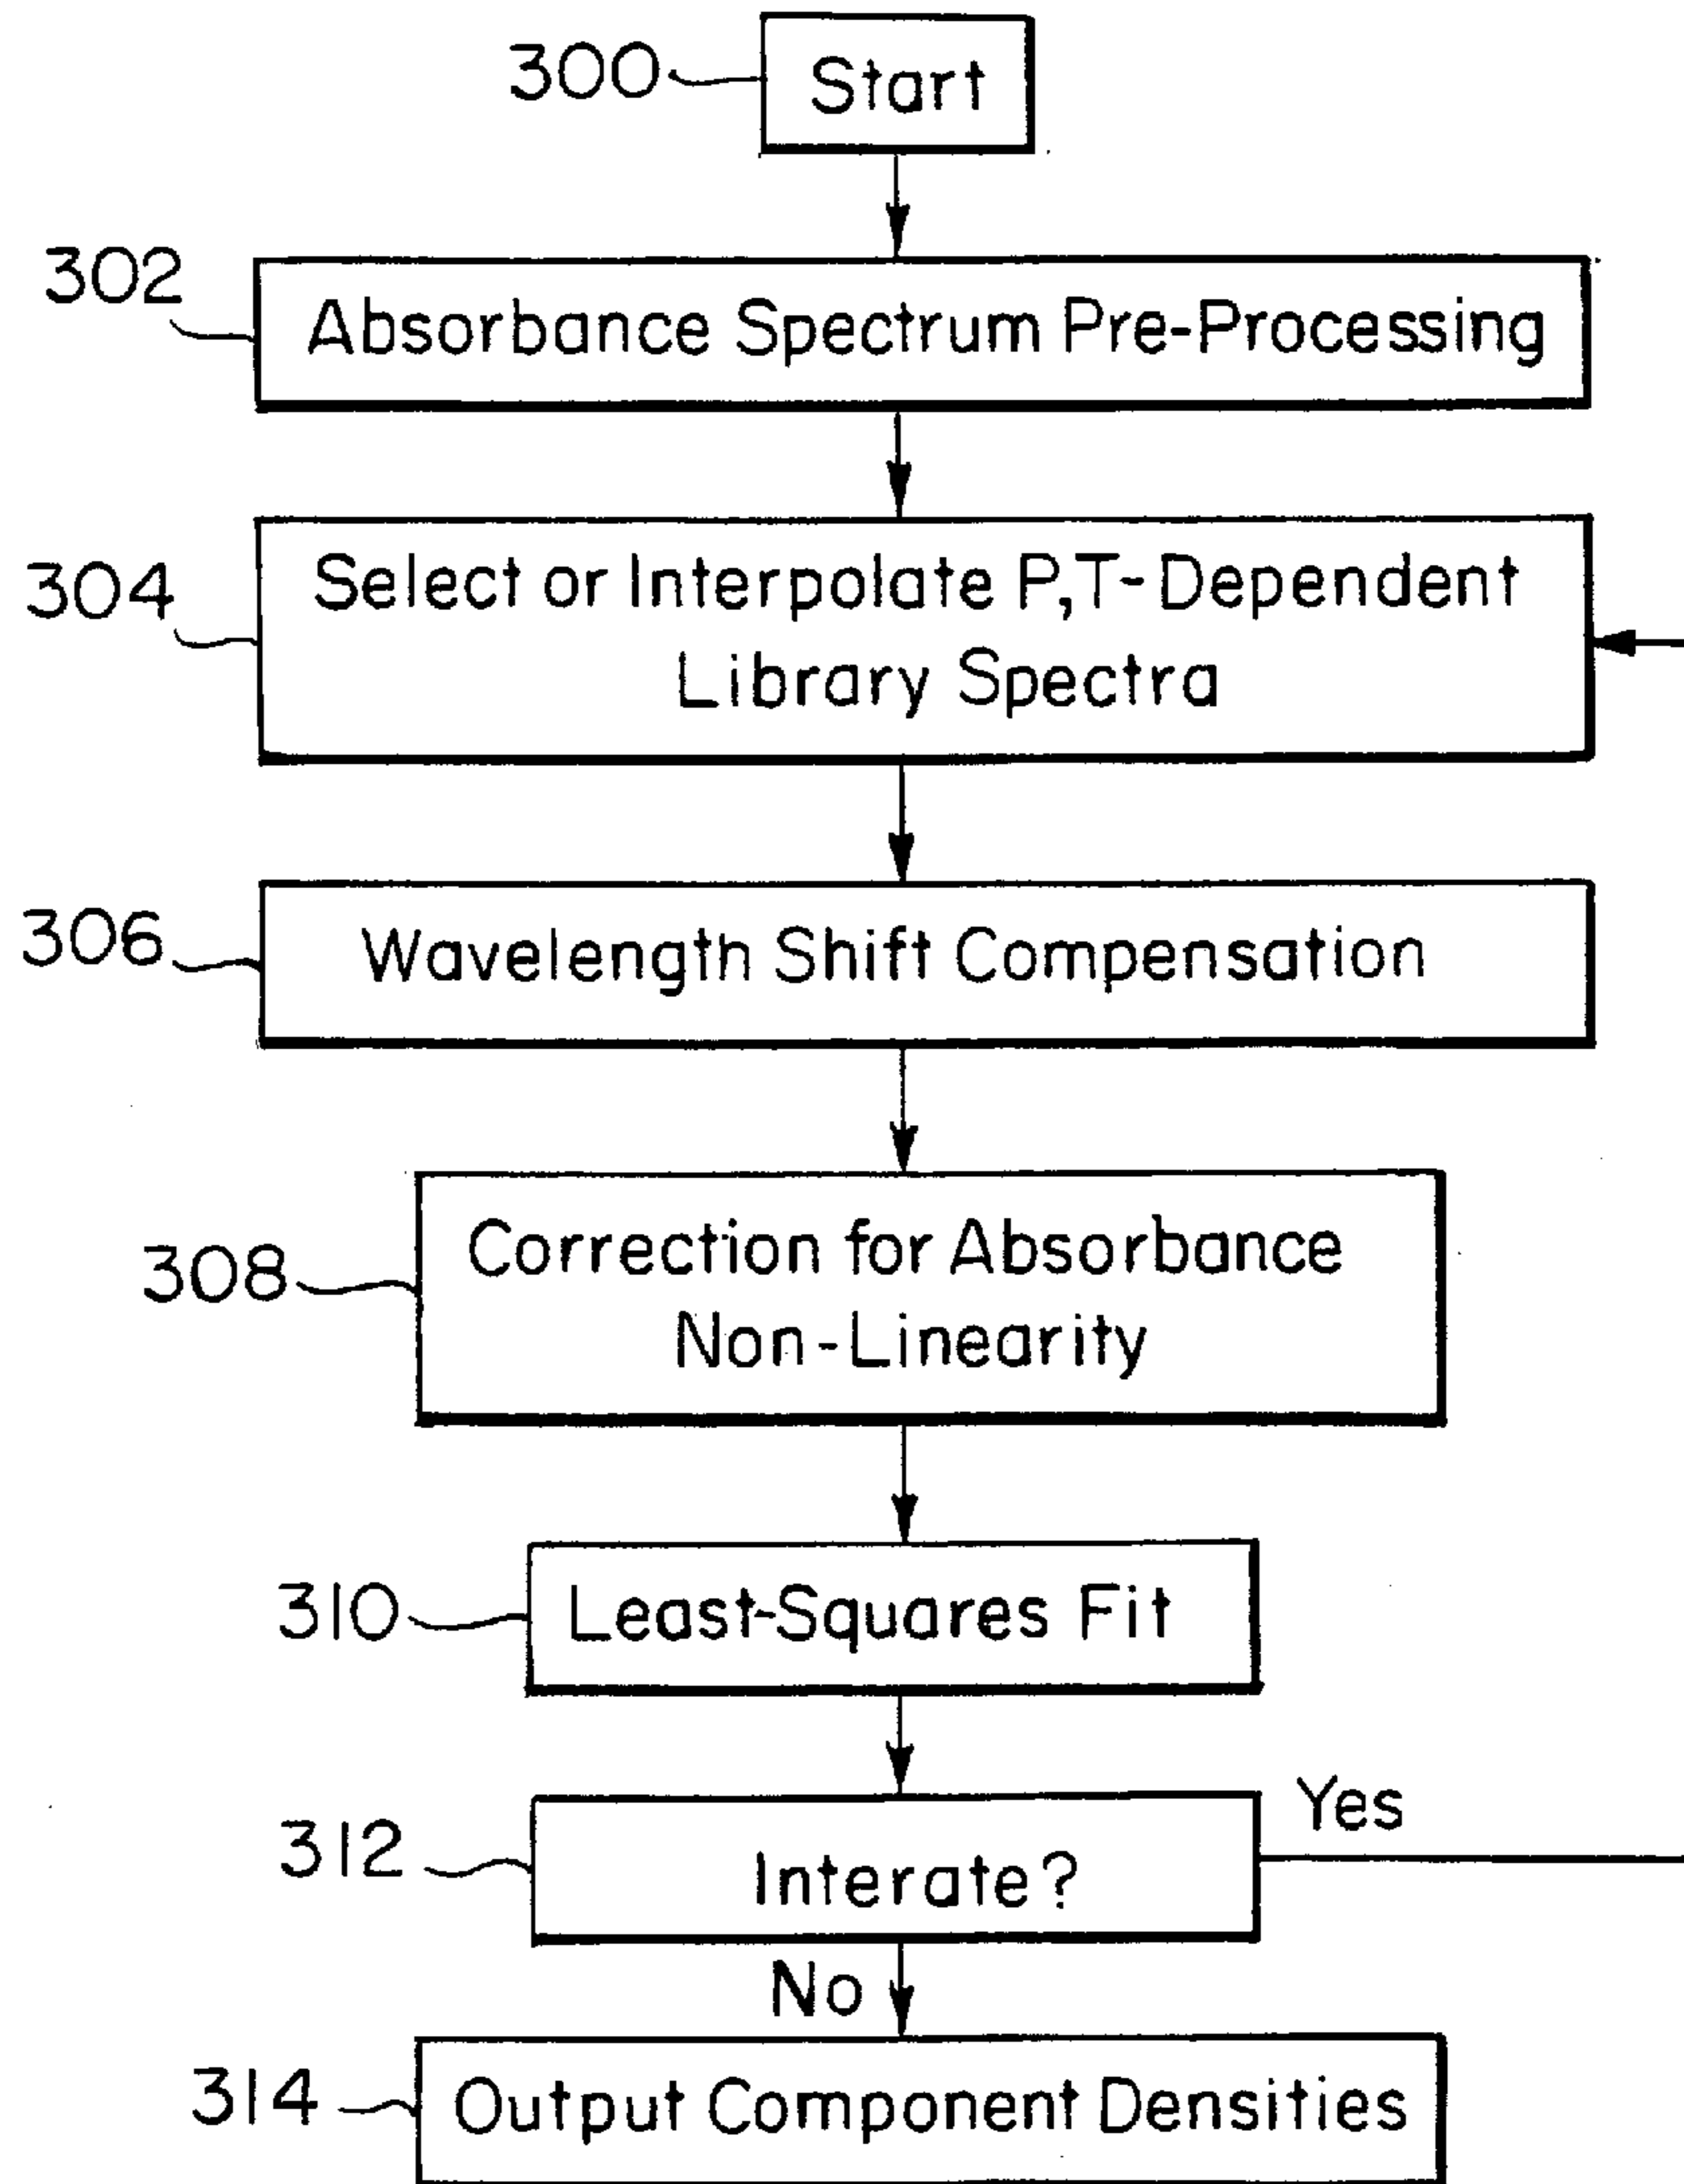 300
Start
302
Absorbance Spectrum Pre-Processing
304
Select or Interpolate P,T-Dependent
Library Spectra
306
Wavelength Shift Compensation
308
Correction for Absorbance
Non-Linearity
310
Least-Squares Fit
312
Interate?
Yes
No
314
Output Component Densities